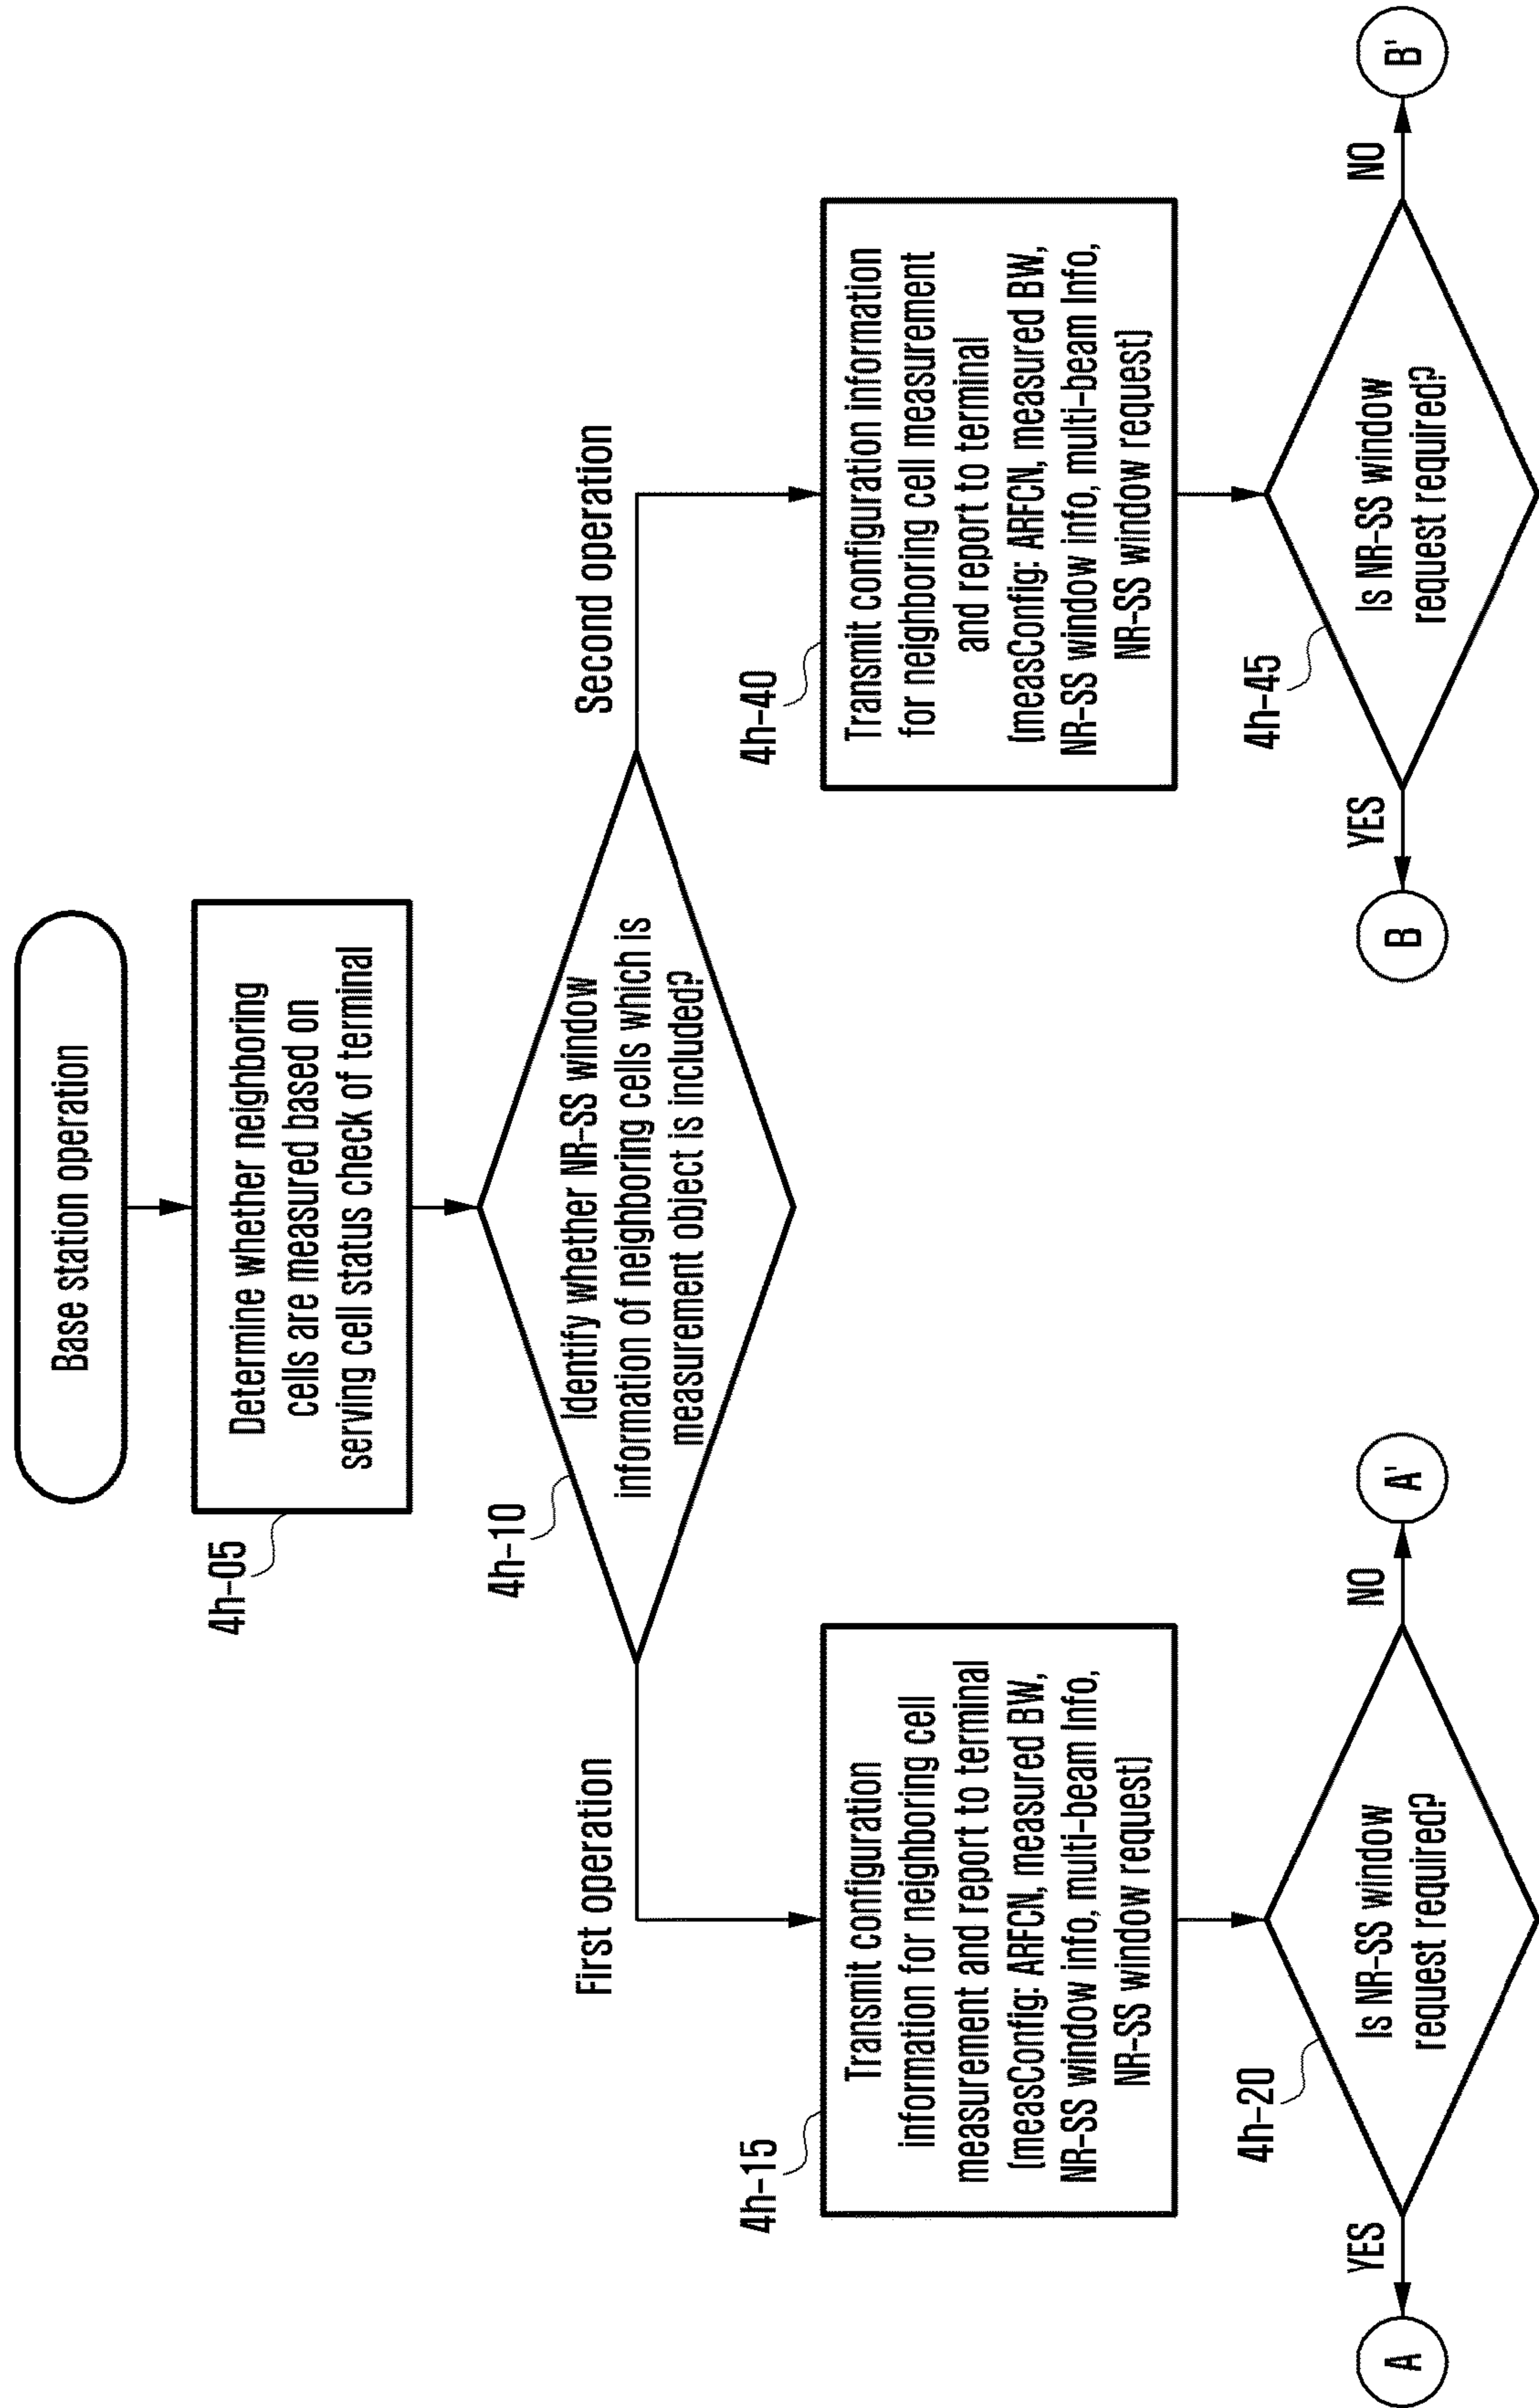 Base station operation
4h-05
Determine whether neighboring
cells are measured based on
serving cell status check of terminal
4h-10
Identify whether NR-SS window
information of neighboring cells which is
measurement object is included?
First operation
Second operation
4h-15
Transmit configuration
information for neighboring cell
measurement and report to terminal
(measConfig: ARFCN, measured BW,
NR-SS window info, multi-beam Info,
NR-SS window request)
4h-40
Transmit configuration information
for neighboring cell measurement
and report to terminal
(measConfig: ARFCN, measured BW,
NR-SS window info, multi-beam Info,
NR-SS window request)
4h-20
Is NR-SS window
request required?
YES
NO
A
A'
4h-45
Is NR-SS window
request required?
YES
NO
B
B'